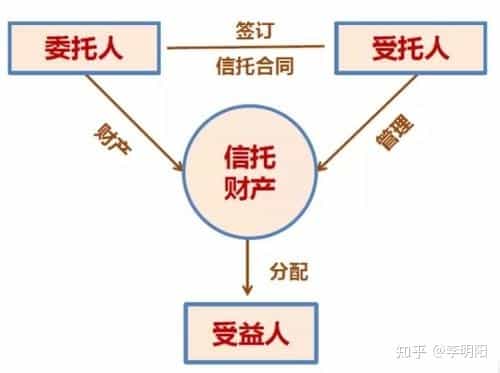 委托人
签订
信托合同
受托人
财产
信托
财产
管理
分配
受益人
知乎 @李明阳